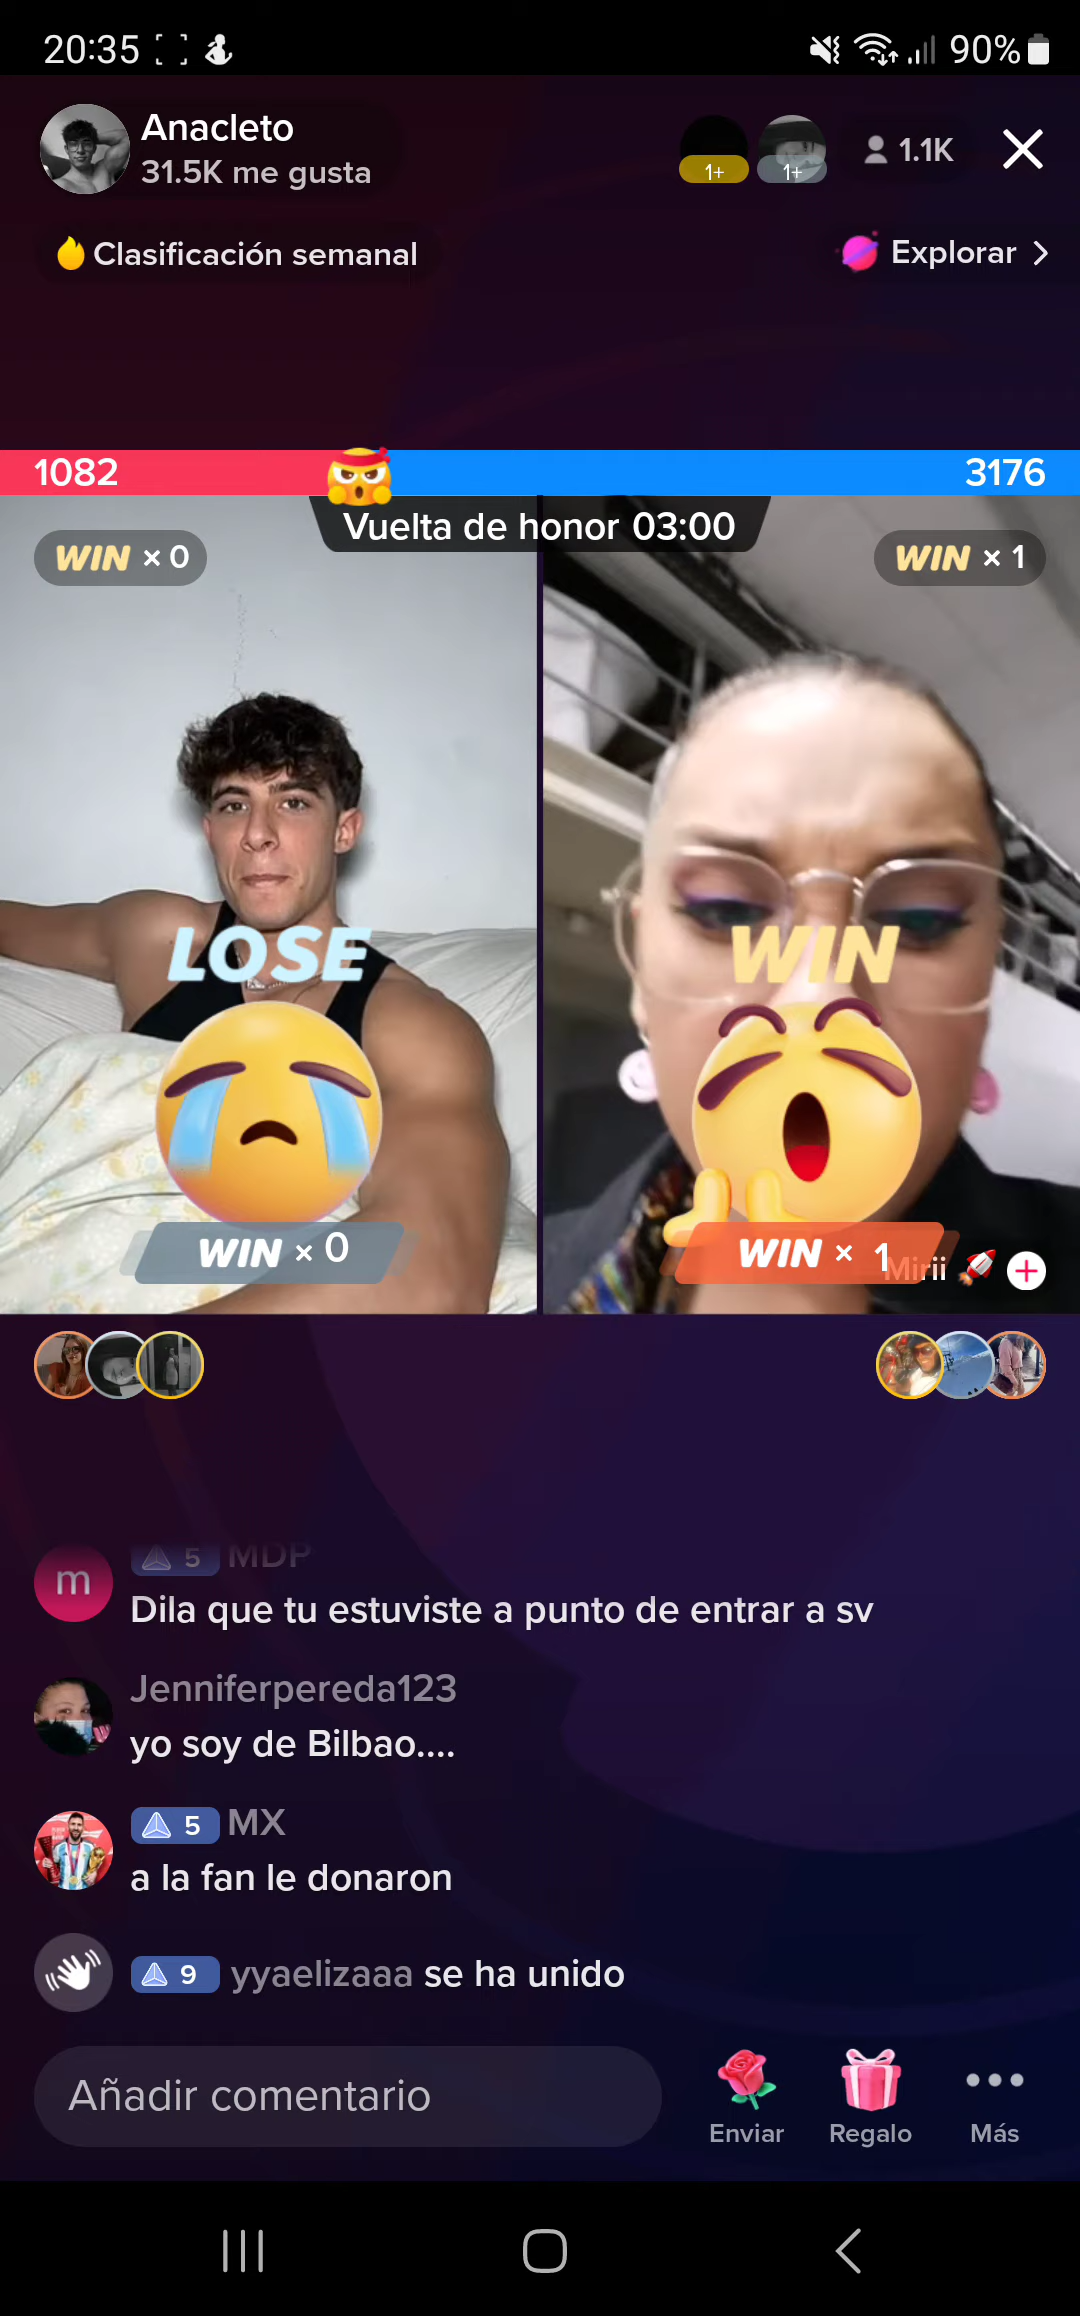 20:35
90%
Anacleto
31.5K me gusta
1+
1+
1.1K
Clasificación semanal
Explorar
1082
3176
Vuelta de honor 03:00
WIN × 0
WIN × 1
LOSE
WIN
WIN × 0
WIN × 1
Mirii
5 MDP
m
Dila que tu estuviste a punto de entrar a sv
Jenniferpereda123
yo soy de Bilbao....
5 MX
a la fan le donaron
9 yyaelizaaa se ha unido
Añadir comentario
Enviar
Regalo
Más